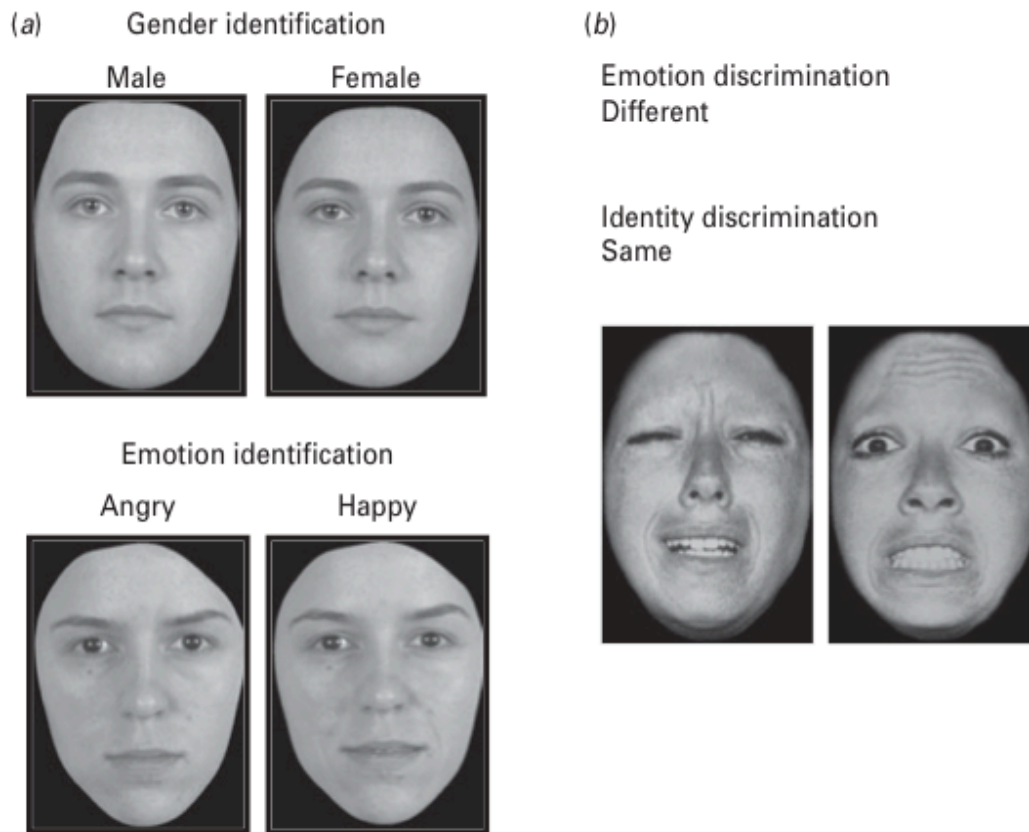 (a) Gender identification
Male Female
Emotion identification
Angry Happy
(b)
Emotion discrimination
Different
Identity discrimination
Same